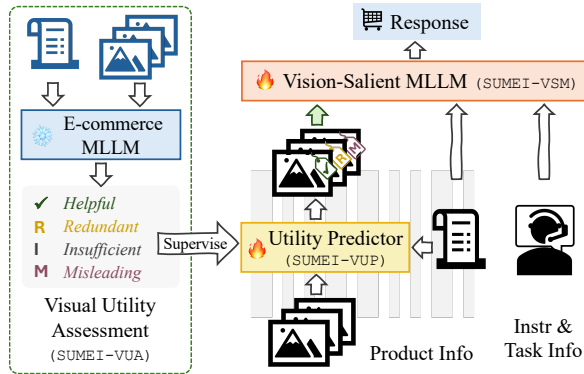 Response
Vision-Salient MLLM (SUMEI-VSM)
E-commerce
MLLM
R M
Helpful
R Redundant
I Insufficient
M Misleading
Supervise
Utility Predictor
(SUMEI-VUP)
Visual Utility
Assessment
(SUMEI-VUA)
Product Info
Instr &
Task Info